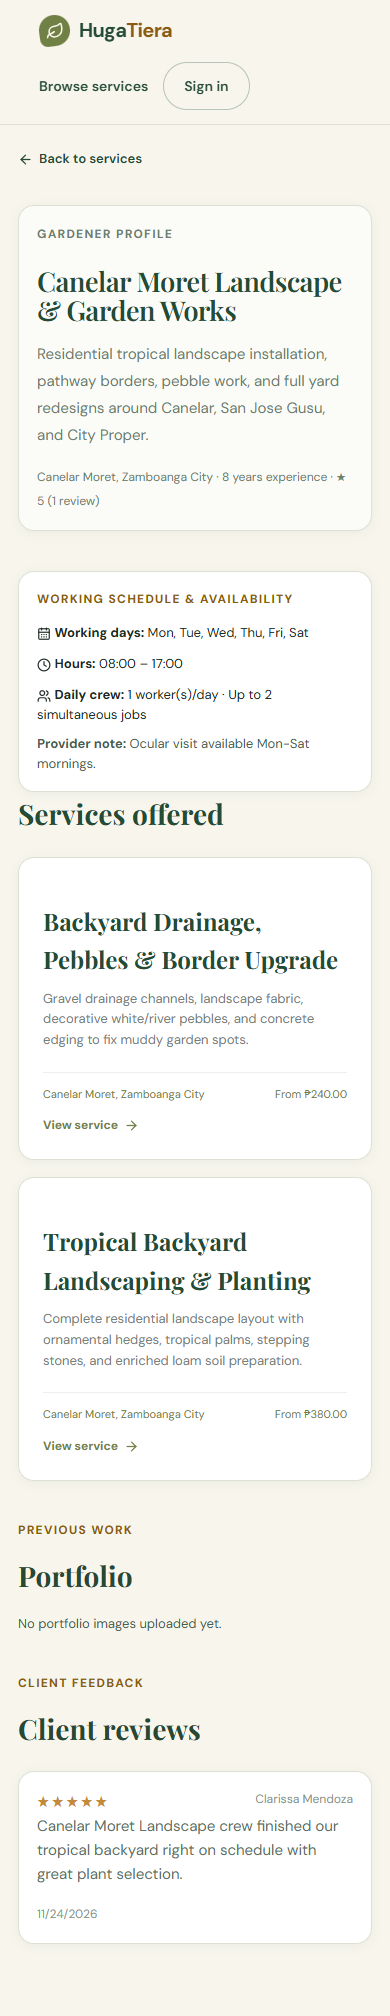 HugaTiera
Browse services
Sign in
← Back to services
GARDENER PROFILE
Canelar Moret Landscape
& Garden Works
Residential tropical landscape installation,
pathway borders, pebble work, and full yard
redesigns around Canelar, San Jose Gusu,
and City Proper.
Canelar Moret, Zamboanga City · 8 years experience · ★
5 (1 review)
WORKING SCHEDULE & AVAILABILITY
Working days: Mon, Tue, Wed, Thu, Fri, Sat
Hours: 08:00 – 17:00
Daily crew: 1 worker(s)/day · Up to 2
simultaneous jobs
Provider note: Ocular visit available Mon-Sat
mornings.
Services offered
Backyard Drainage,
Pebbles & Border Upgrade
Gravel drainage channels, landscape fabric,
decorative white/river pebbles, and concrete
edging to fix muddy garden spots.
Canelar Moret, Zamboanga City
From ₱240.00
View service →
Tropical Backyard
Landscaping & Planting
Complete residential landscape layout with
ornamental hedges, tropical palms, stepping
stones, and enriched loam soil preparation.
Canelar Moret, Zamboanga City
From ₱380.00
View service →
PREVIOUS WORK
Portfolio
No portfolio images uploaded yet.
CLIENT FEEDBACK
Client reviews
★★★★★
Clarissa Mendoza
Canelar Moret Landscape crew finished our
tropical backyard right on schedule with
great plant selection.
11/24/2026